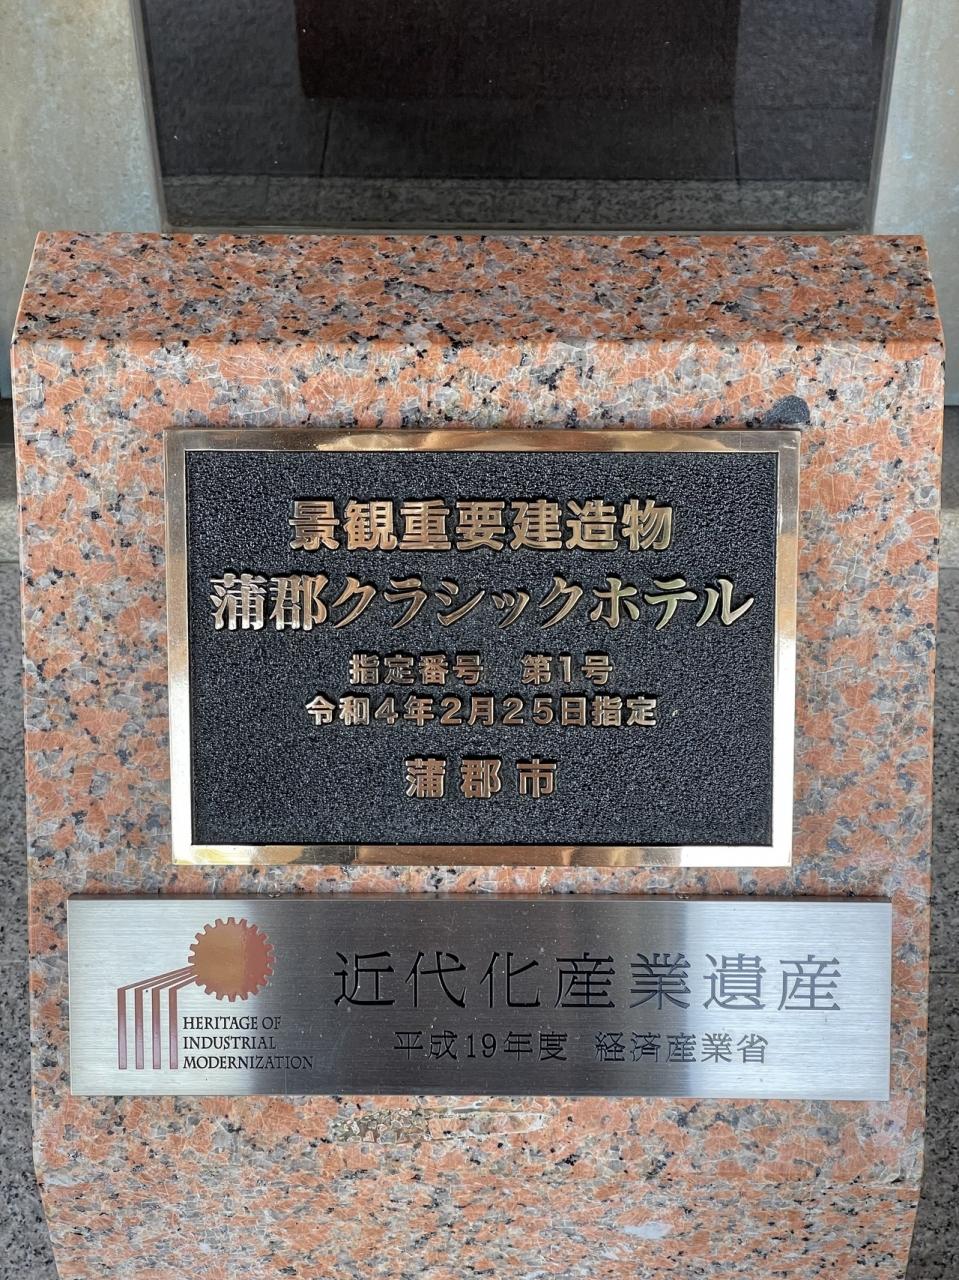 景観重要建造物
蒲郡クラシックホテル
指定番号　第1号
令和4年2月25日指定
蒲郡市
HERITAGE OF
INDUSTRIAL
MODERNIZATION
近代化産業遺産
平成19年度　経済産業省